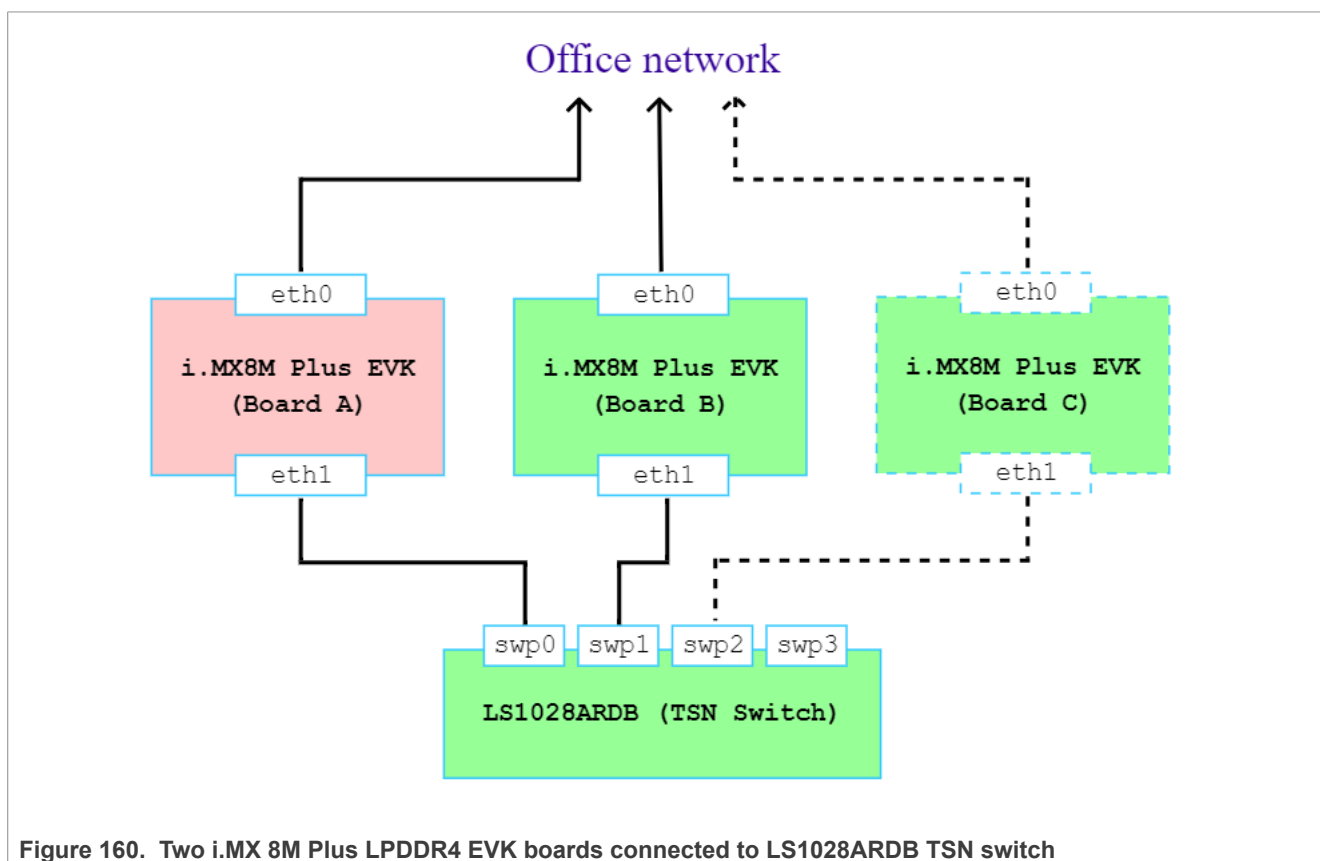 Office network
eth0
eth0
eth0
i.MX8M Plus EVK
(Board A)
i.MX8M Plus EVK
(Board B)
i.MX8M Plus EVK
(Board C)
eth1
eth1
eth1
swp0
swp1
swp2
swp3
LS1028ARDB (TSN Switch)
Figure 160. Two i.MX 8M Plus LPDDR4 EVK boards connected to LS1028ARDB TSN switch